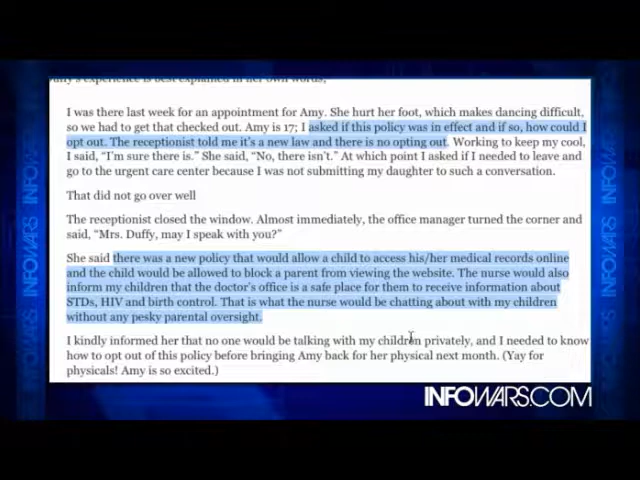 experience is best explained in her own words,
I was there last week for an appointment for Amy. She hurt her foot, which makes dancing difficult,
so we had to get that checked out. Amy is 17; I asked if this policy was in effect and if so, how could I
opt out. The receptionist told me it's a new law and there is no opting out. Working to keep my cool,
I said, "I'm sure there is." She said, "No, there isn't." At which point I asked if I needed to leave and
go to the urgent care center because I was not submitting my daughter to such a conversation.
That did not go over well
The receptionist closed the window. Almost immediately, the office manager turned the corner and
said, "Mrs. Duffy, may I speak with you?"
She said there was a new policy that would allow a child to access his/her medical records online
and the child would be allowed to block a parent from viewing the website. The nurse would also
inform my children that the doctor's office is a safe place for them to receive information about
STDs, HIV and birth control. That is what the nurse would be chatting about with my children
without any pesky parental oversight.
I kindly informed her that no one would be talking with my children privately, and I needed to know
how to opt out of this policy before bringing Amy back for her physical next month. (Yay for
physicals! Amy is so excited.)
INFOWARS.COM
INFOWARS
INFOWARS